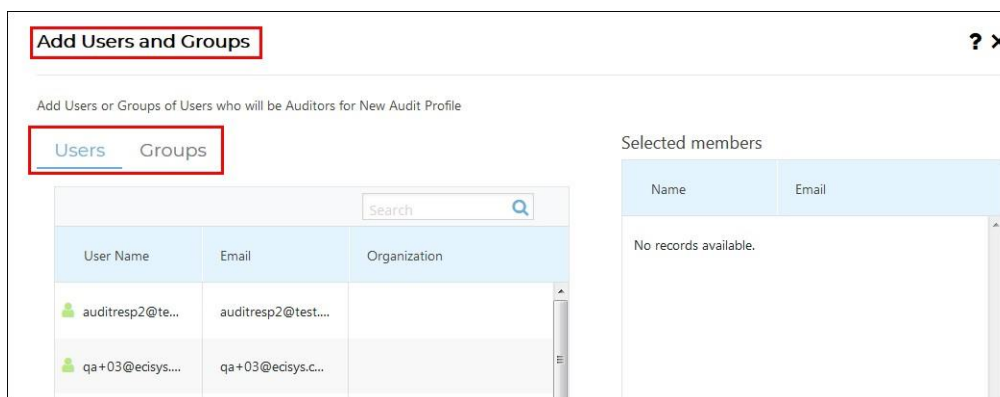 Add Users and Groups
? ×
Add Users or Groups of Users who will be Auditors for New Audit Profile
Users Groups
Selected members
Search
Name Email
User Name Email Organization
No records available.
auditresp2@te... auditresp2@test....
qa+03@ecisys.... qa+03@ecisys.c...